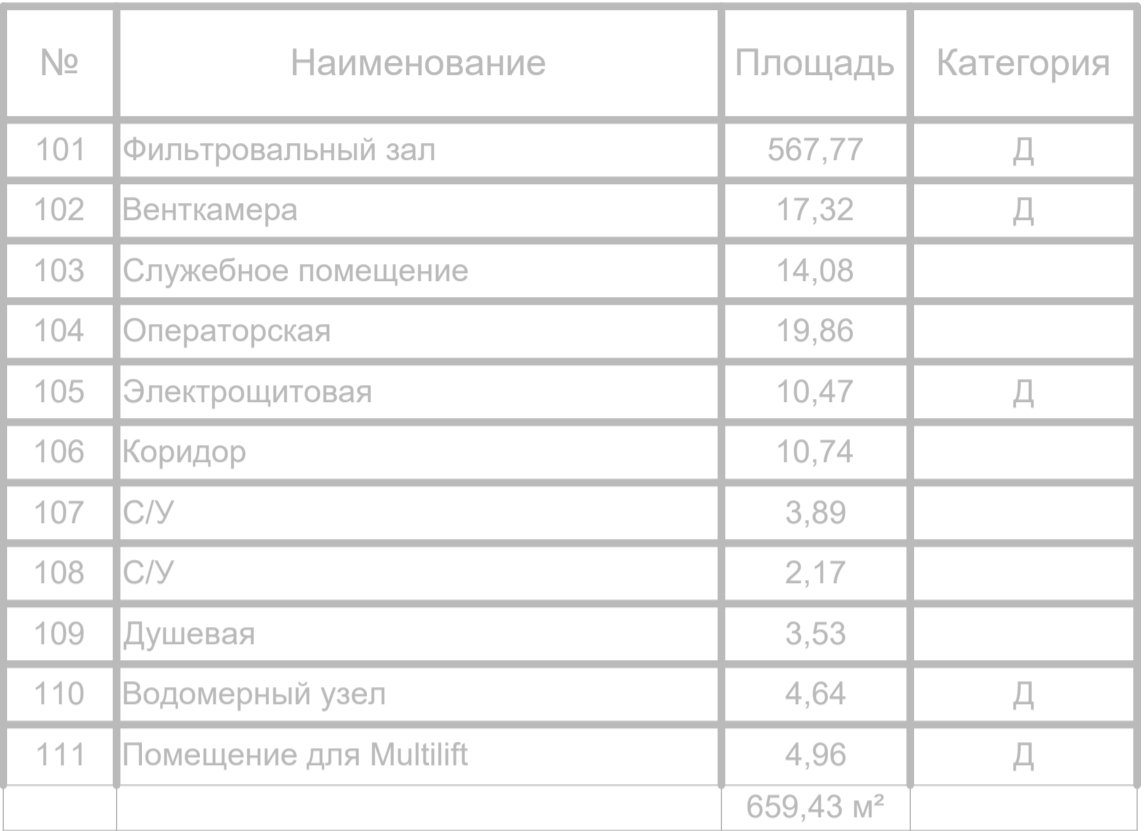 № Наименование Площадь Категория
101 Фильтровальный зал 567,77 Д
102 Венткамера 17,32 Д
103 Служебное помещение 14,08
104 Операторская 19,86
105 Электрощитовая 10,47 Д
106 Коридор 10,74
107 С/У 3,89
108 С/У 2,17
109 Душевая 3,53
110 Водомерный узел 4,64 Д
111 Помещение для Multilift 4,96 Д
659,43 м²